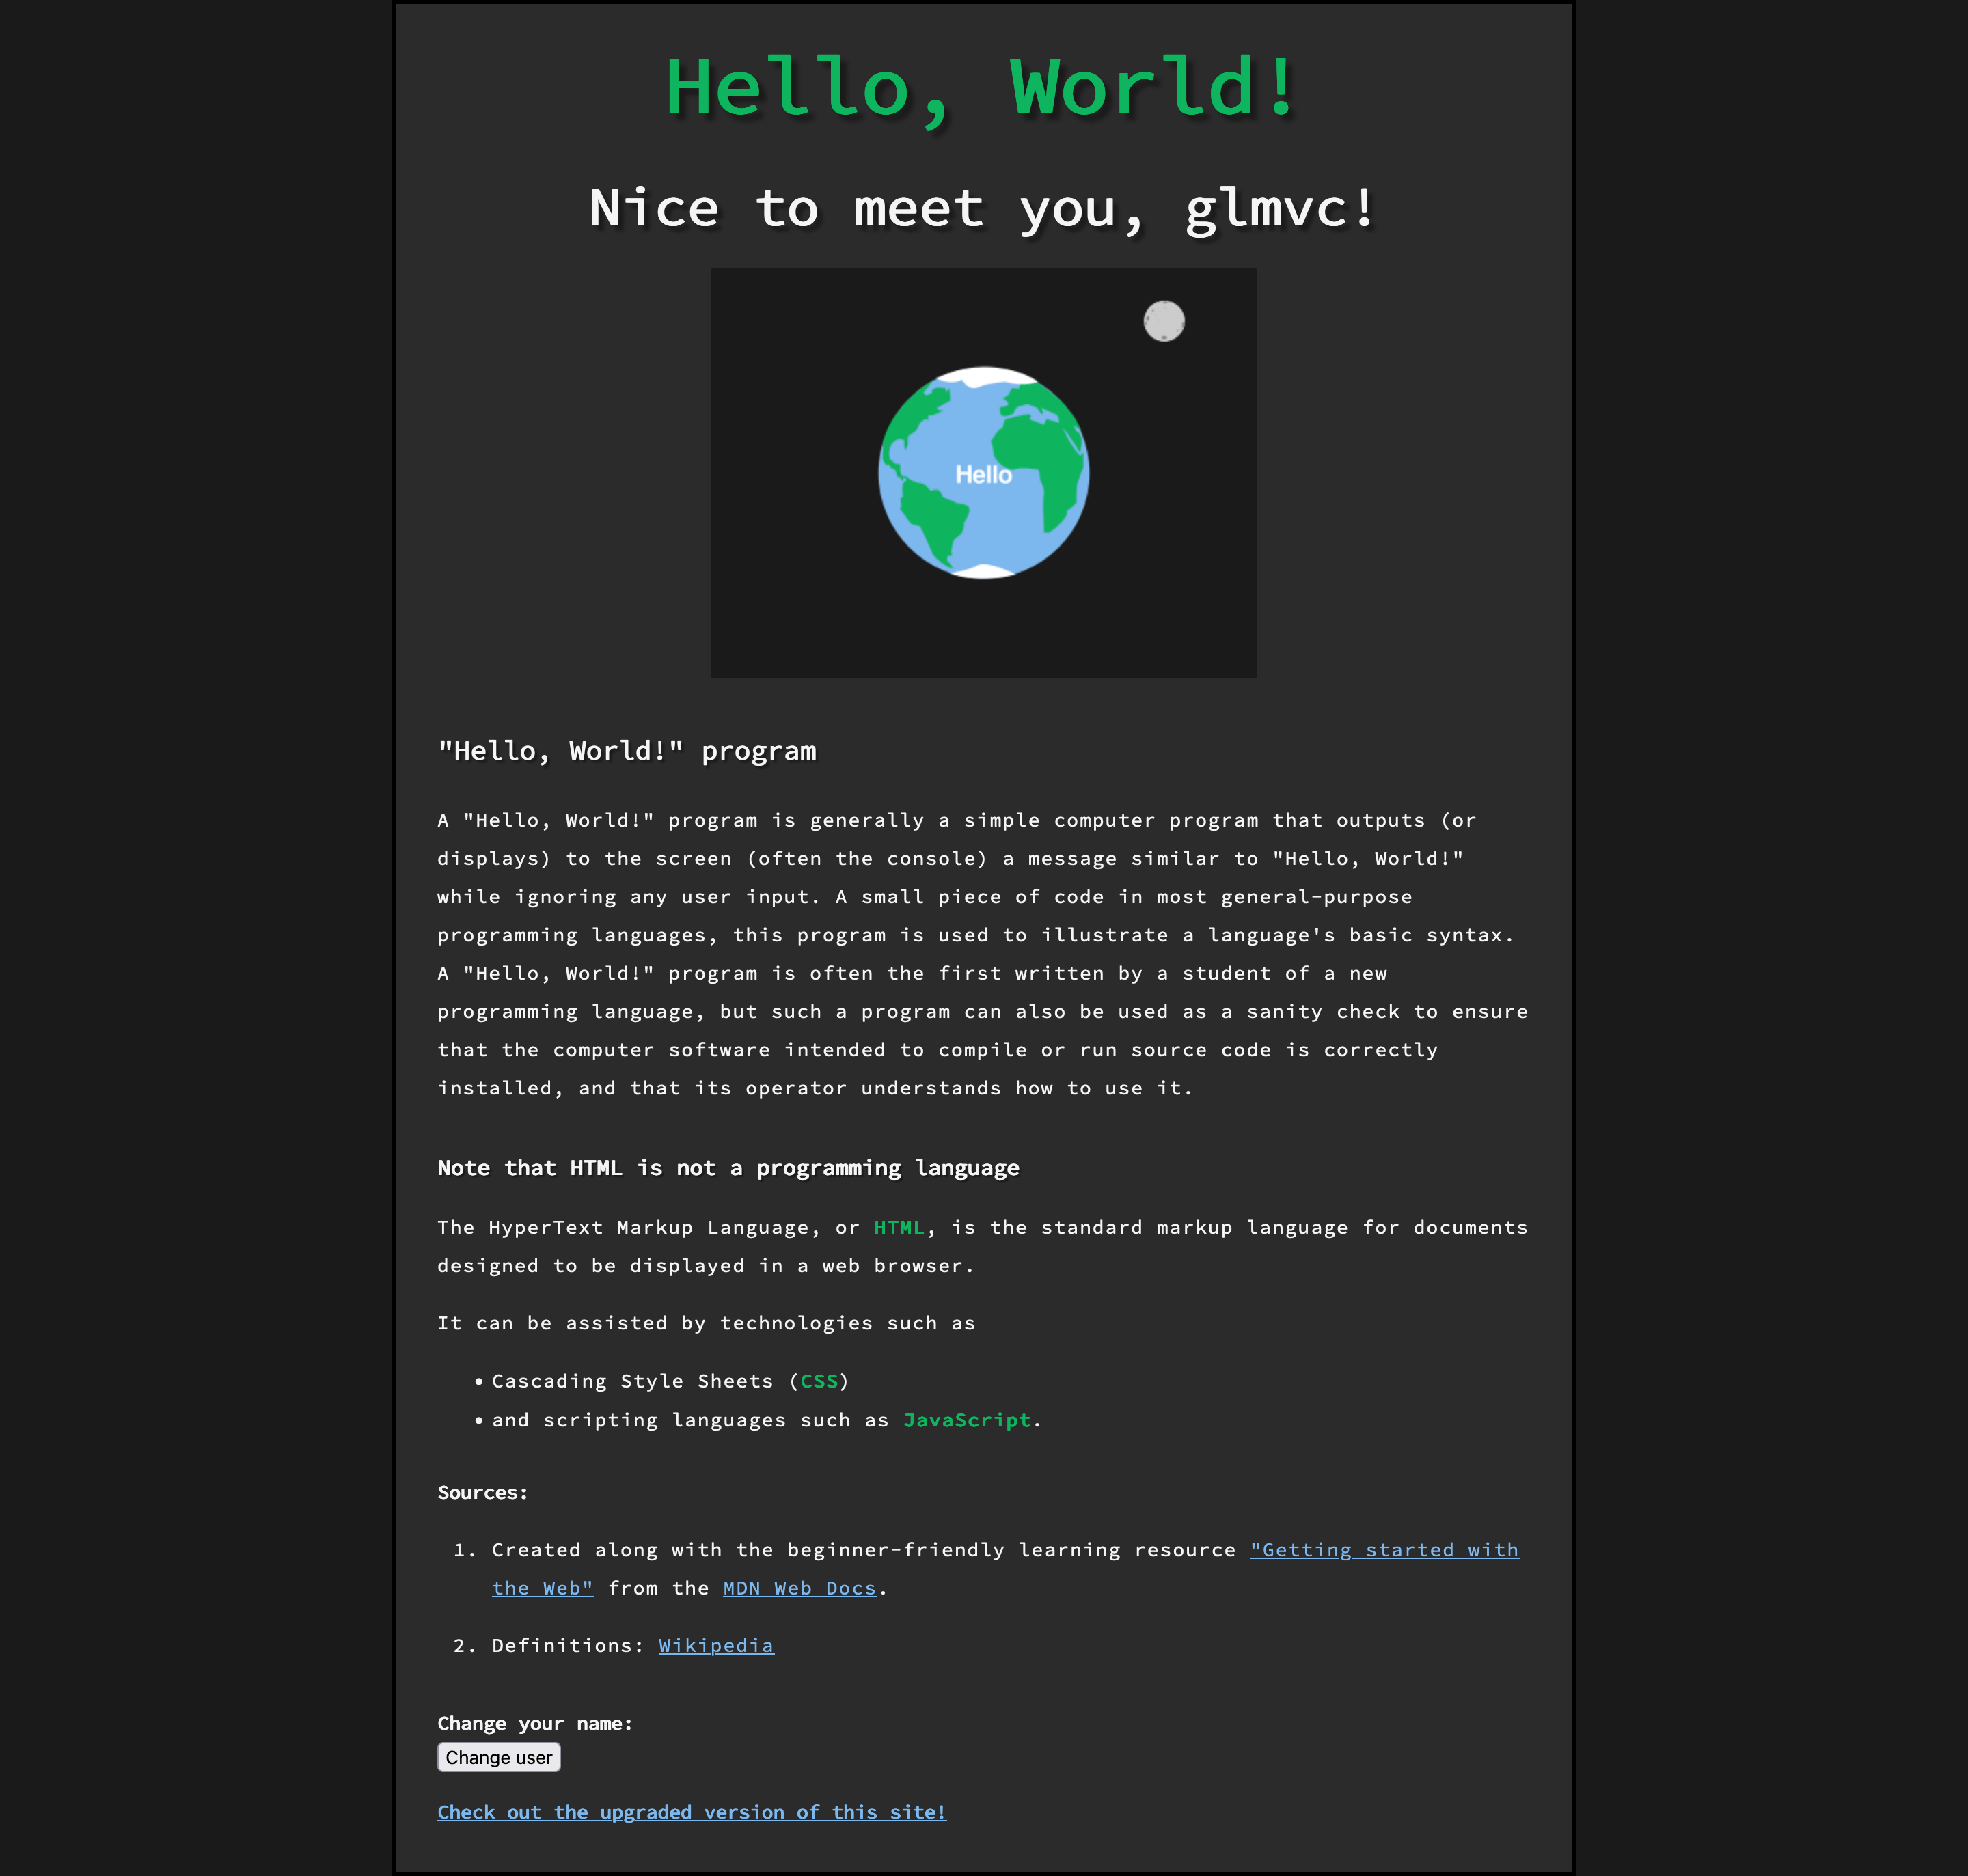 Hello, World!
Nice to meet you, glmvc!
Hello
"Hello, World!" program
A "Hello, World!" program is generally a simple computer program that outputs (or
displays) to the screen (often the console) a message similar to "Hello, World!"
while ignoring any user input. A small piece of code in most general-purpose
programming languages, this program is used to illustrate a language's basic syntax.
A "Hello, World!" program is often the first written by a student of a new
programming language, but such a program can also be used as a sanity check to ensure
that the computer software intended to compile or run source code is correctly
installed, and that its operator understands how to use it.
Note that HTML is not a programming language
The HyperText Markup Language, or HTML, is the standard markup language for documents
designed to be displayed in a web browser.
It can be assisted by technologies such as
• Cascading Style Sheets (CSS)
• and scripting languages such as JavaScript.
Sources:
1. Created along with the beginner-friendly learning resource "Getting started with
the Web" from the MDN Web Docs.
2. Definitions: Wikipedia
Change your name:
Change user
Check out the upgraded version of this site!